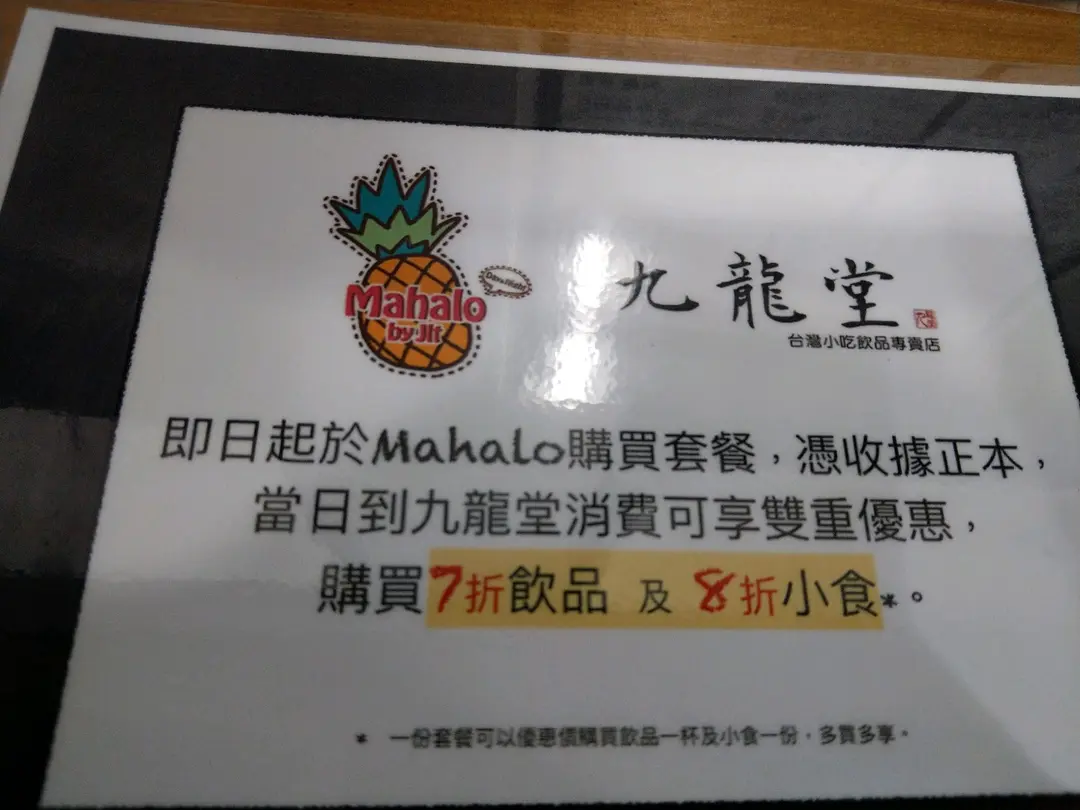 Mahalo
by Jlf
九龍堂
台灣小吃飲品專賣店
即日起於Mahalo購買套餐，憑收據正本，
當日到九龍堂消費可享雙重優惠，
購買7折飲品 及 8折小食*。
* 一份套餐可以優惠價購買飲品一杯及小食一份，多買多享。